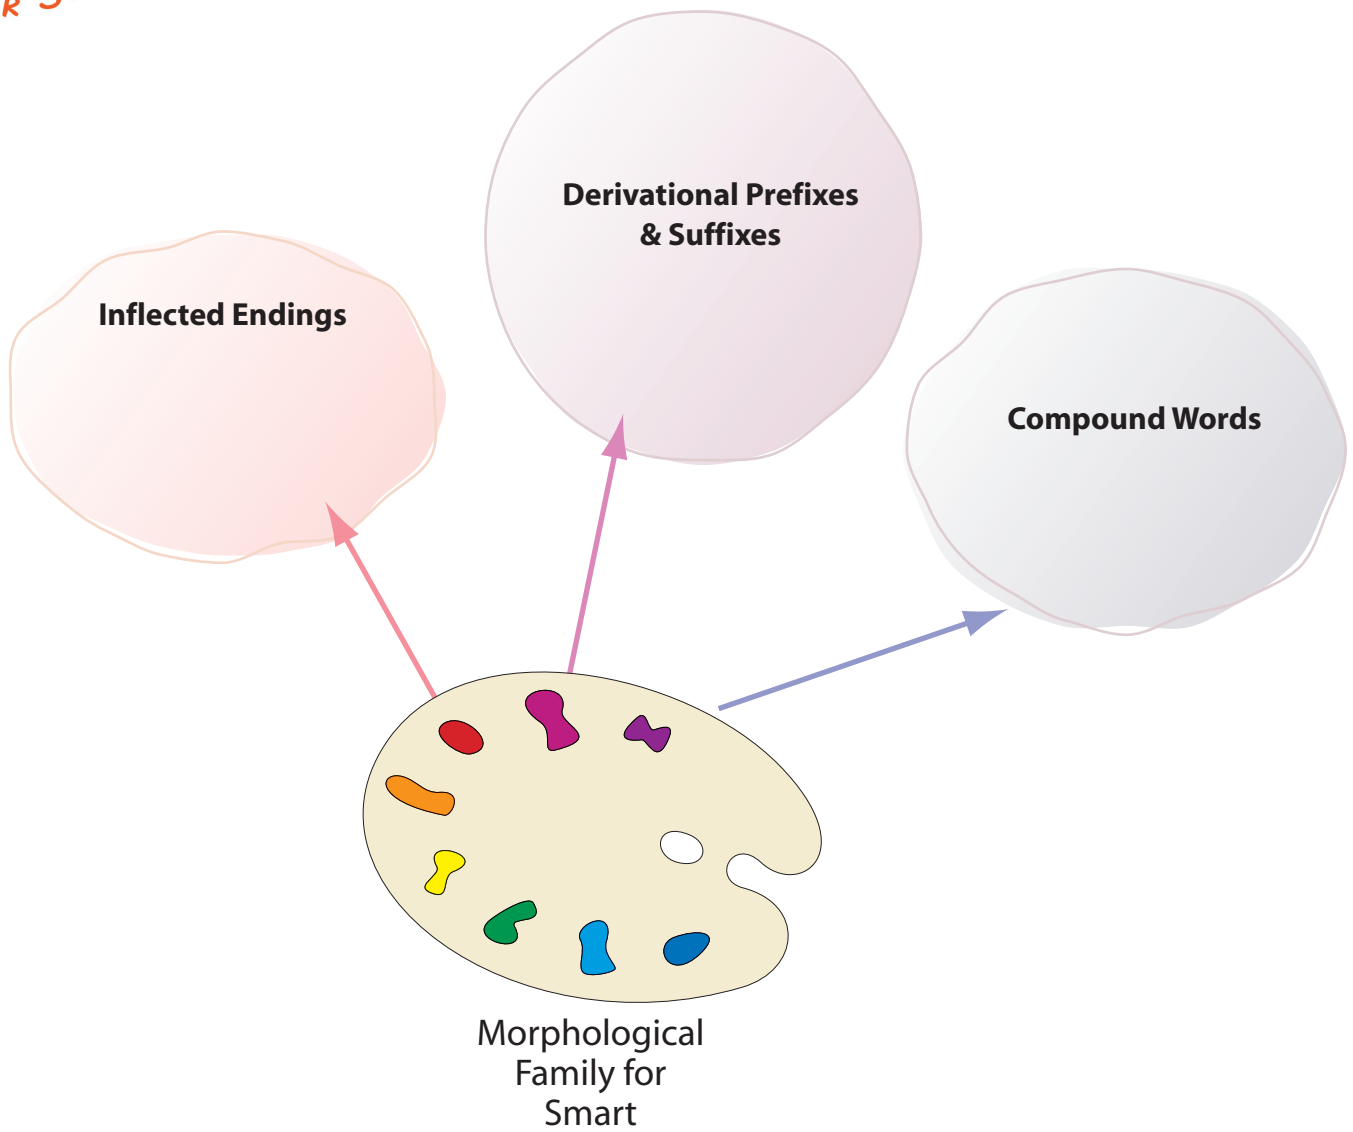 Derivational Prefixes
& Suffixes
Inflected Endings
Compound Words
Morphological
Family for
Smart